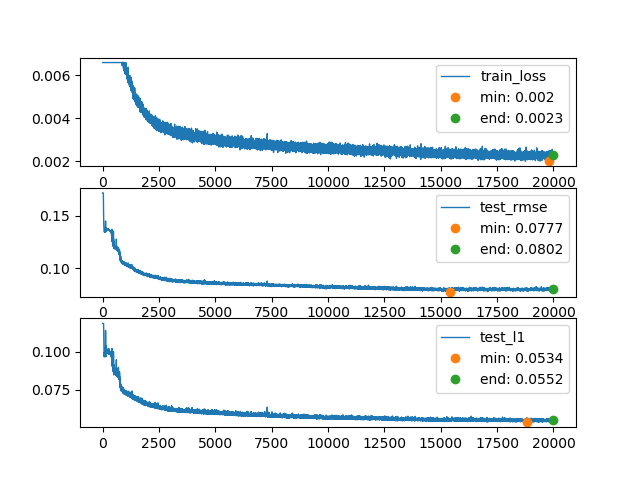 0.006
0.004
0.002
train_loss
min: 0.002
end: 0.0023
0 2500 5000 7500 10000 12500 15000 17500 20000
0.15
0.10
test_rmse
min: 0.0777
end: 0.0802
0 2500 5000 7500 10000 12500 15000 17500 20000
0.100
0.075
test_l1
min: 0.0534
end: 0.0552
0 2500 5000 7500 10000 12500 15000 17500 20000